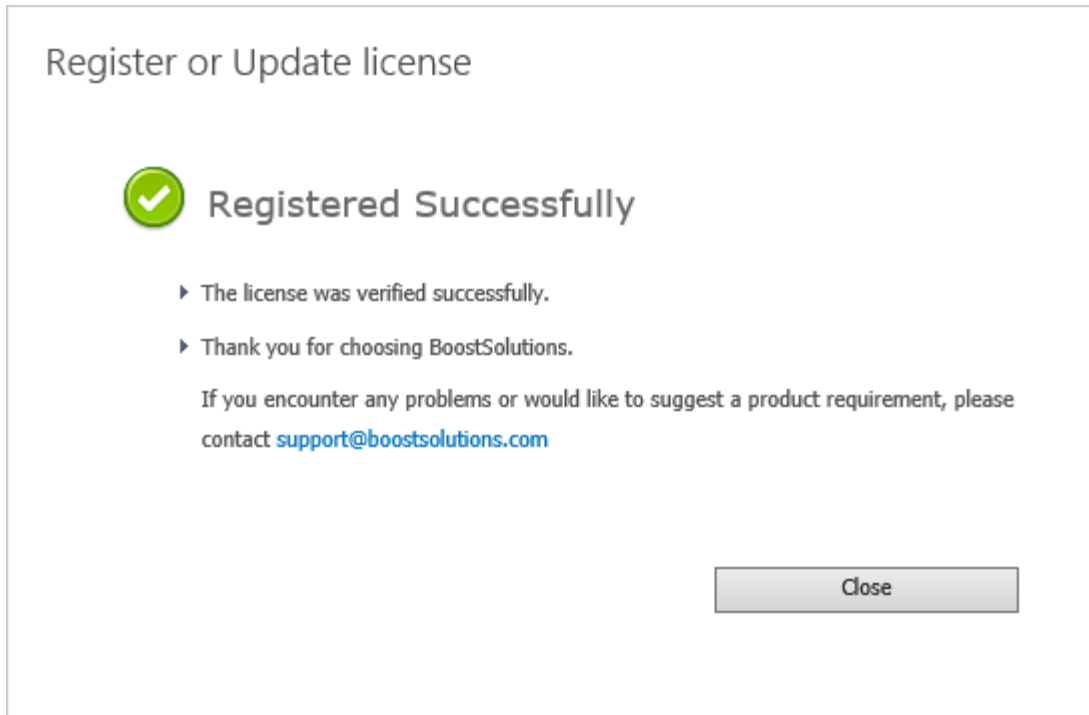 Register or Update license
Registered Successfully
The license was verified successfully.
Thank you for choosing BoostSolutions.
If you encounter any problems or would like to suggest a product requirement, please
contact support@boostsolutions.com
Close